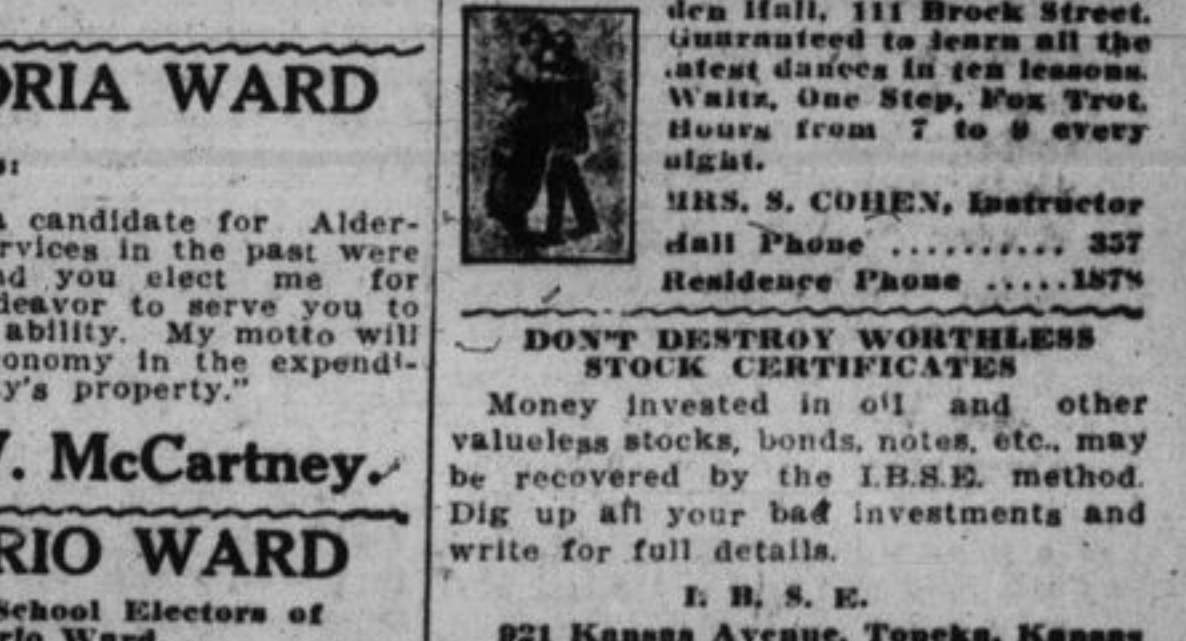 ORIA WARD
s:
a candidate for Alder-
rvices in the past were
nd you elect me for
deavor to serve you to
ability. My motto will
onomy in the expendi-
y's property."
. McCartney.
RIO WARD
School Electors of
rio Ward
den Hall, 111 Brock Street.
Guaranteed to learn all the
latest dances in ten lessons.
Waltz, One Step, Fox Trot.
Hours from 7 to 9 every
night.
MRS. S. COHEN, Instructor
Hall Phone .......... 357
Residence Phone .....1878
DON'T DESTROY WORTHLESS
STOCK CERTIFICATES
Money invested in oil and other
valueless stocks, bonds, notes, etc., may
be recovered by the I.B.S.E. method.
Dig up all your bad investments and
write for full details.
I. B. S. E.
921 Kansas Avenue, Topeka, Kansas